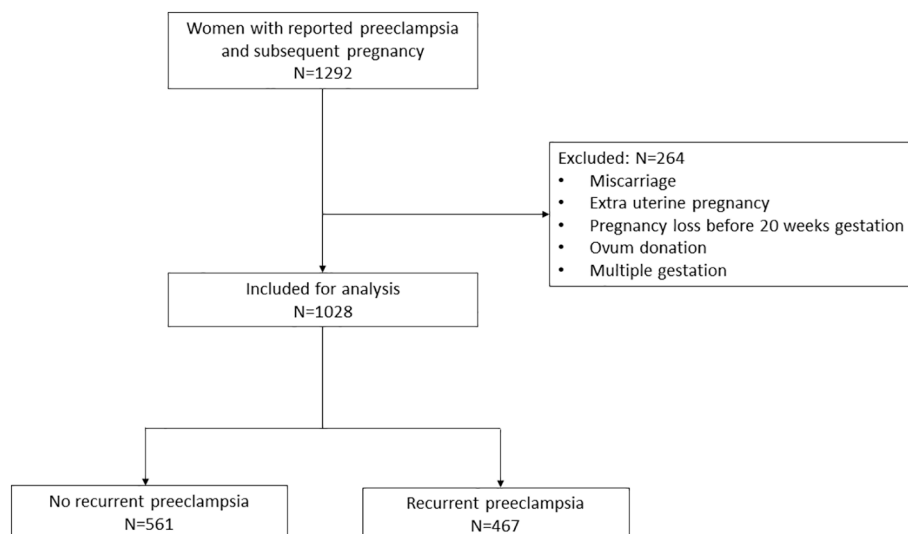 Women with reported preeclampsia
and subsequent pregnancy
N=1292
Excluded: N=264
• Miscarriage
• Extra uterine pregnancy
• Pregnancy loss before 20 weeks gestation
• Ovum donation
• Multiple gestation
Included for analysis
N=1028
No recurrent preeclampsia
N=561
Recurrent preeclampsia
N=467